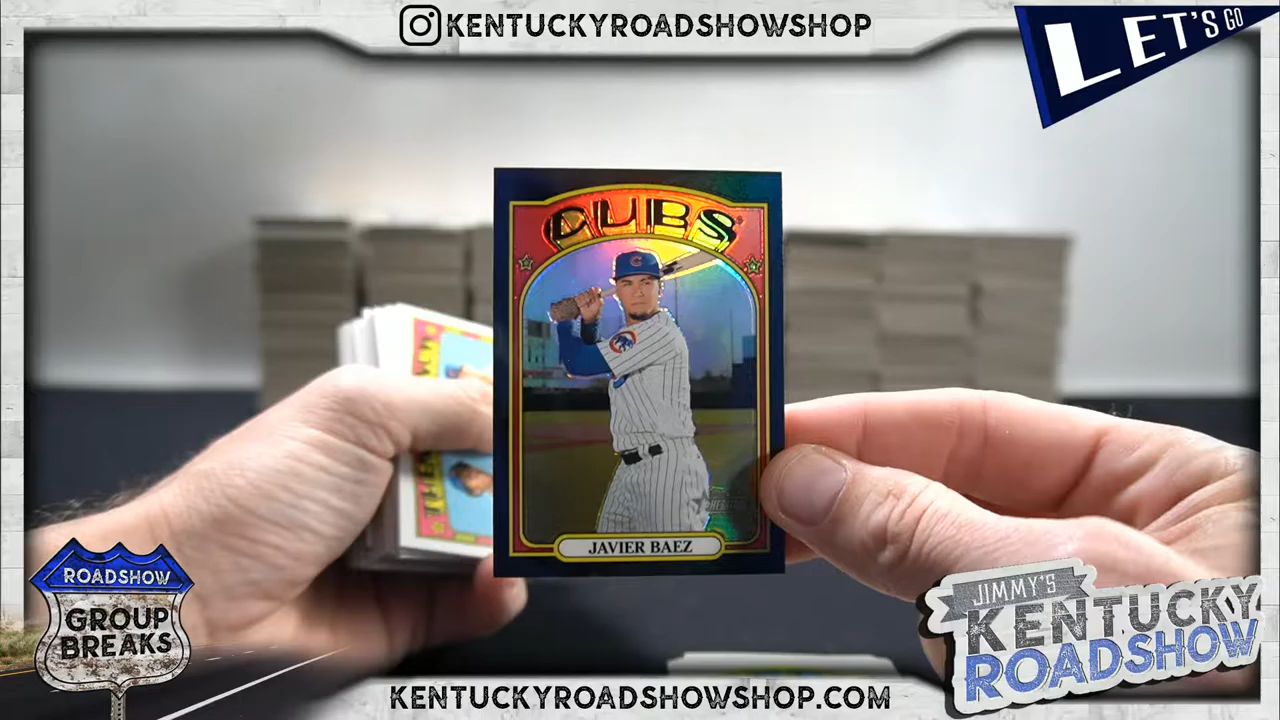 KENTUCKYROADSHOWSHOP
LET'S GO
CUBS
C
JAVIER BAEZ
ROADSHOW
GROUP
BREAKS
JIMMY'S
KENTUCKY
ROADSHOW
KENTUCKYROADSHOWSHOP.COM